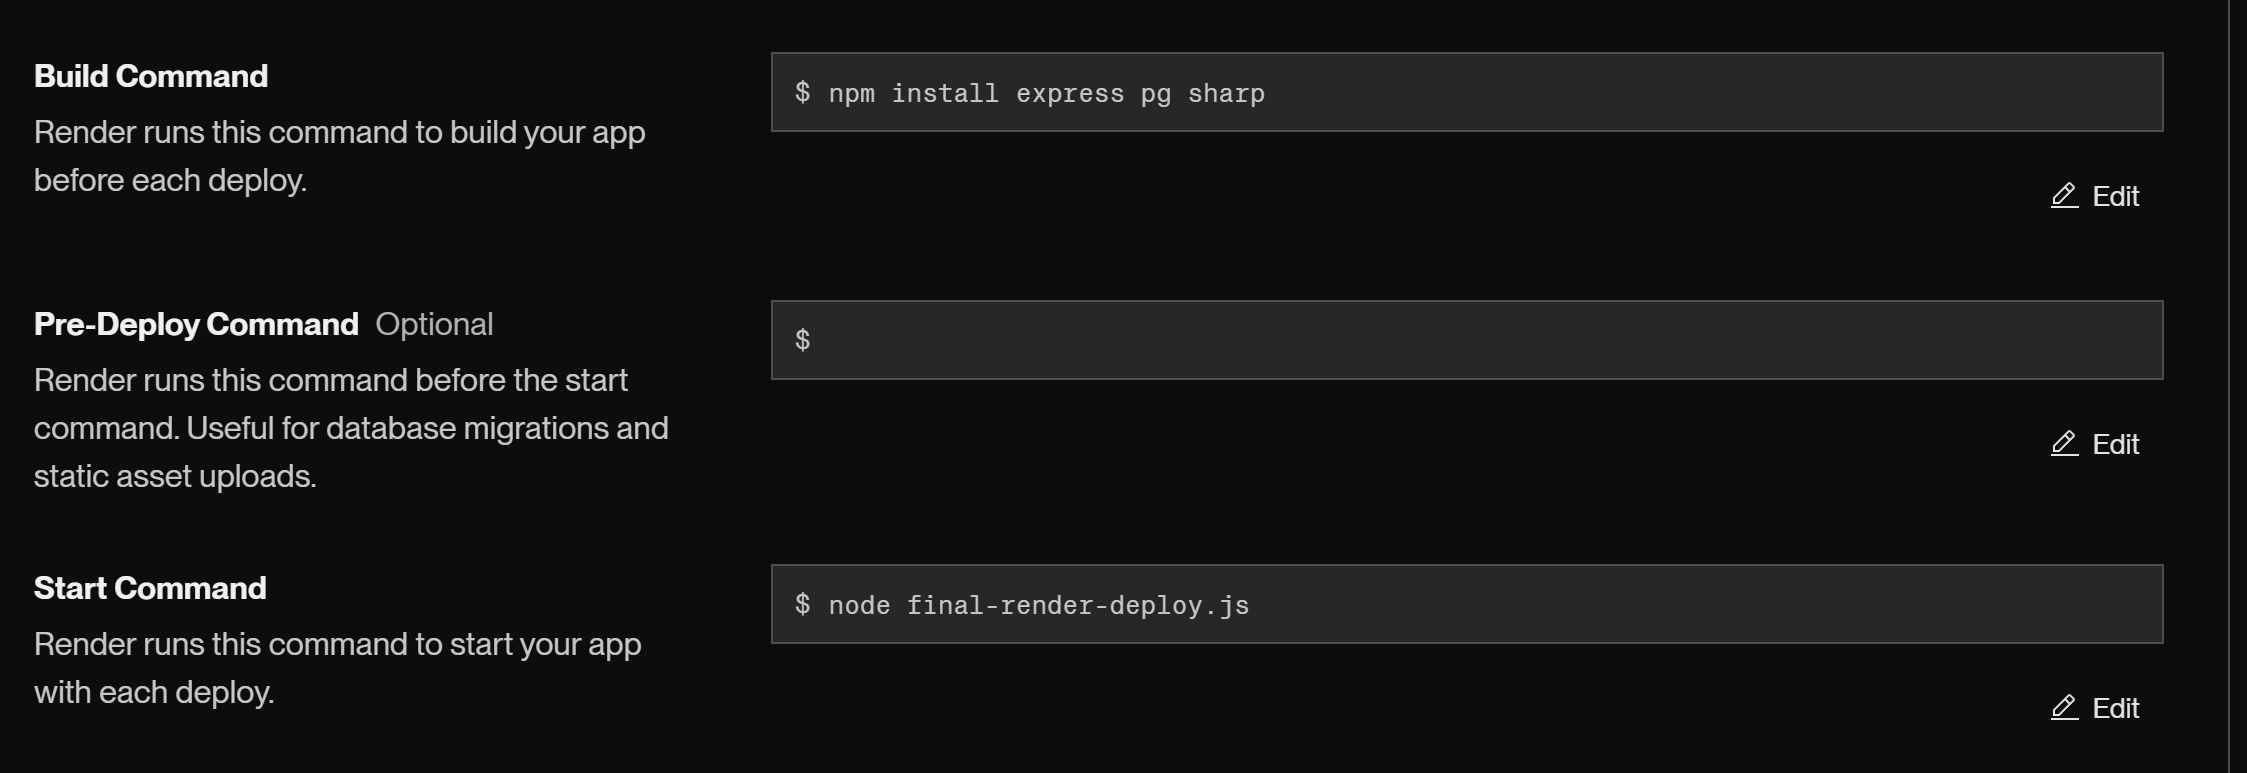 Build Command
Render runs this command to build your app
before each deploy.
$ npm install express pg sharp
Edit
Pre-Deploy Command Optional
Render runs this command before the start
command. Useful for database migrations and
static asset uploads.
$
Edit
Start Command
Render runs this command to start your app
with each deploy.
$ node final-render-deploy.js
Edit